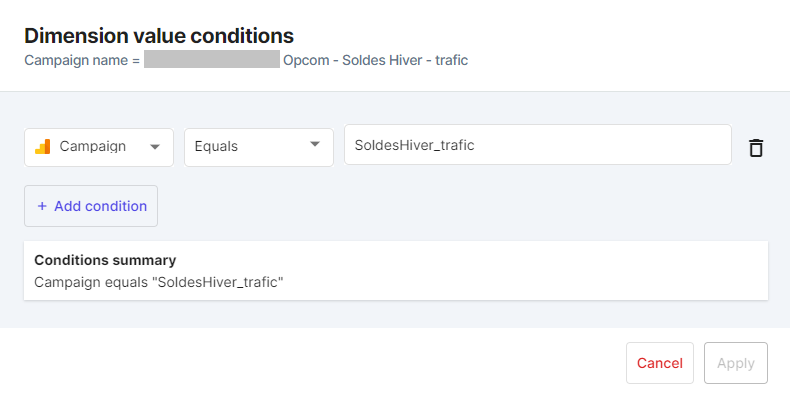 Dimension value conditions
Campaign name = Opcom - Soldes Hiver - trafic
Campaign Equals SoldesHiver_trafic
+ Add condition
Conditions summary
Campaign equals "SoldesHiver_trafic"
Cancel Apply